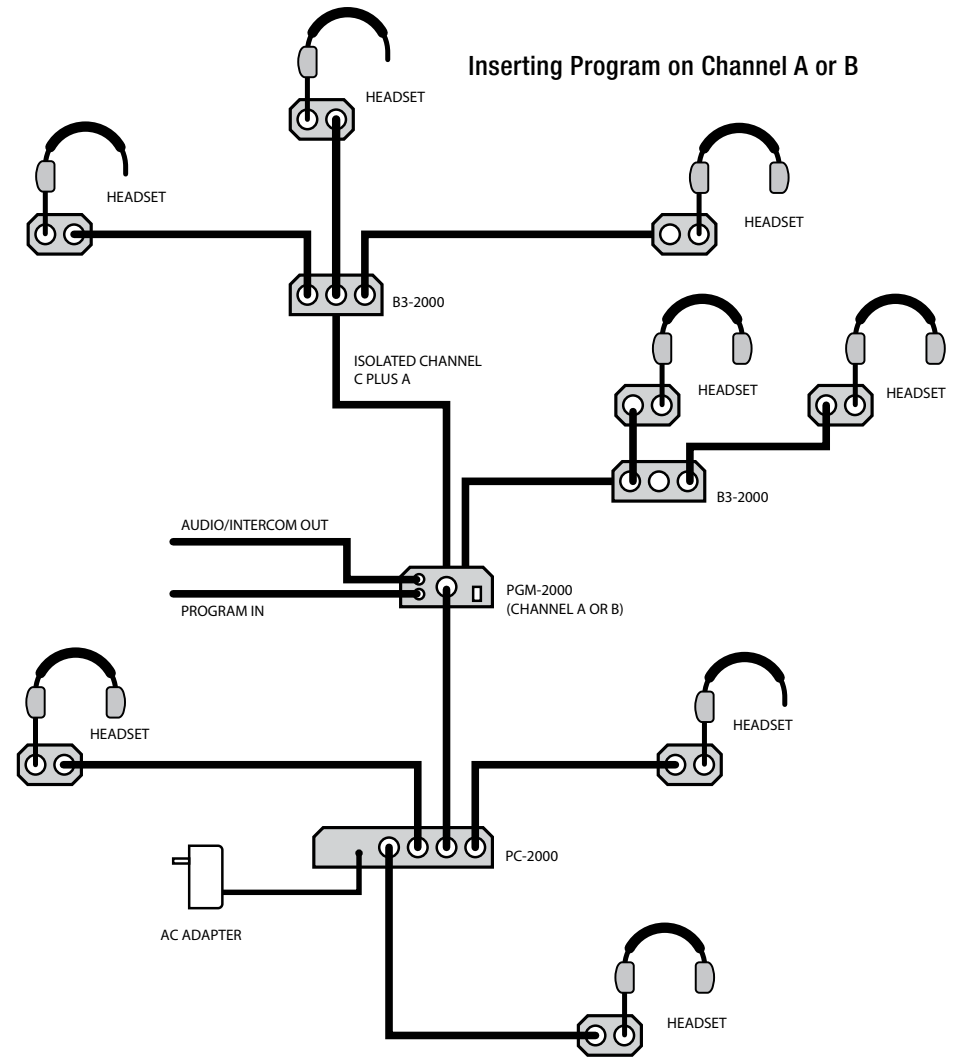 Inserting Program on Channel A or B
HEADSET
HEADSET
HEADSET
B3-2000
ISOLATED CHANNEL
C PLUS A
HEADSET
HEADSET
B3-2000
AUDIO/INTERCOM OUT
PROGRAM IN
PGM-2000
(CHANNEL A OR B)
HEADSET
HEADSET
PC-2000
AC ADAPTER
HEADSET